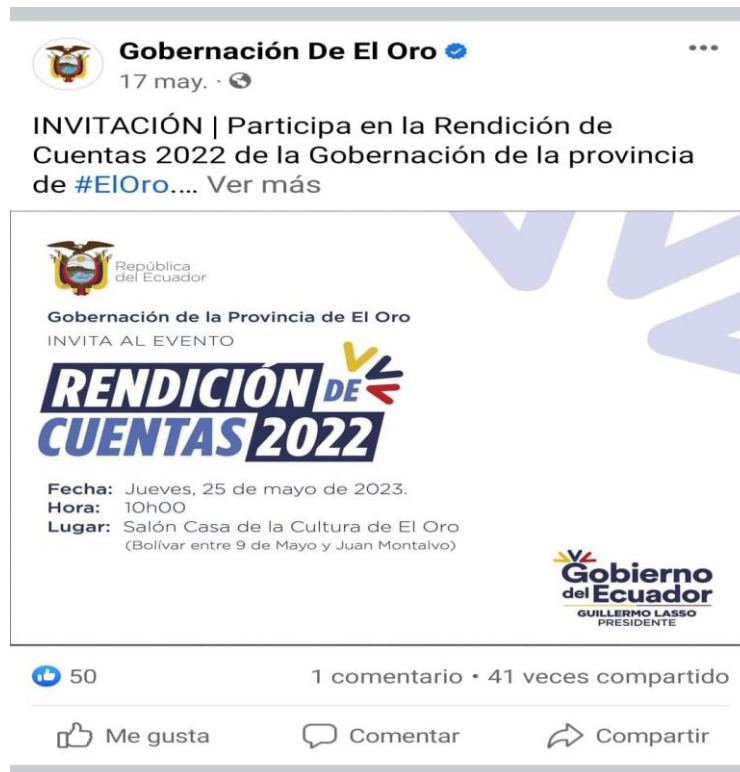 Gobernación De El Oro
17 may. ·
INVITACIÓN | Participa en la Rendición de
Cuentas 2022 de la Gobernación de la provincia
de #ElOro.... Ver más
República
del Ecuador
Gobernación de la Provincia de El Oro
INVITA AL EVENTO
RENDICIÓN DE
CUENTAS 2022
Fecha: Jueves, 25 de mayo de 2023.
Hora: 10h00
Lugar: Salón Casa de la Cultura de El Oro
(Bolívar entre 9 de Mayo y Juan Montalvo)
Gobierno
del Ecuador
GUILLERMO LASSO
PRESIDENTE
50
1 comentario • 41 veces compartido
Me gusta
Comentar
Compartir